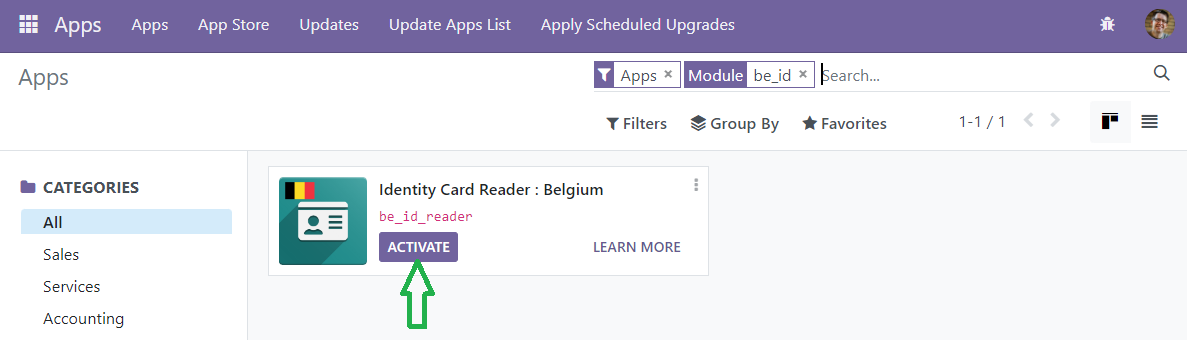 Apps Apps App Store Updates Update Apps List Apply Scheduled Upgrades
Apps
Apps × Module be_id × Search...
Filters Group By Favorites 1-1 / 1
CATEGORIES
All
Sales
Services
Accounting
Identity Card Reader : Belgium
be_id_reader
ACTIVATE LEARN MORE